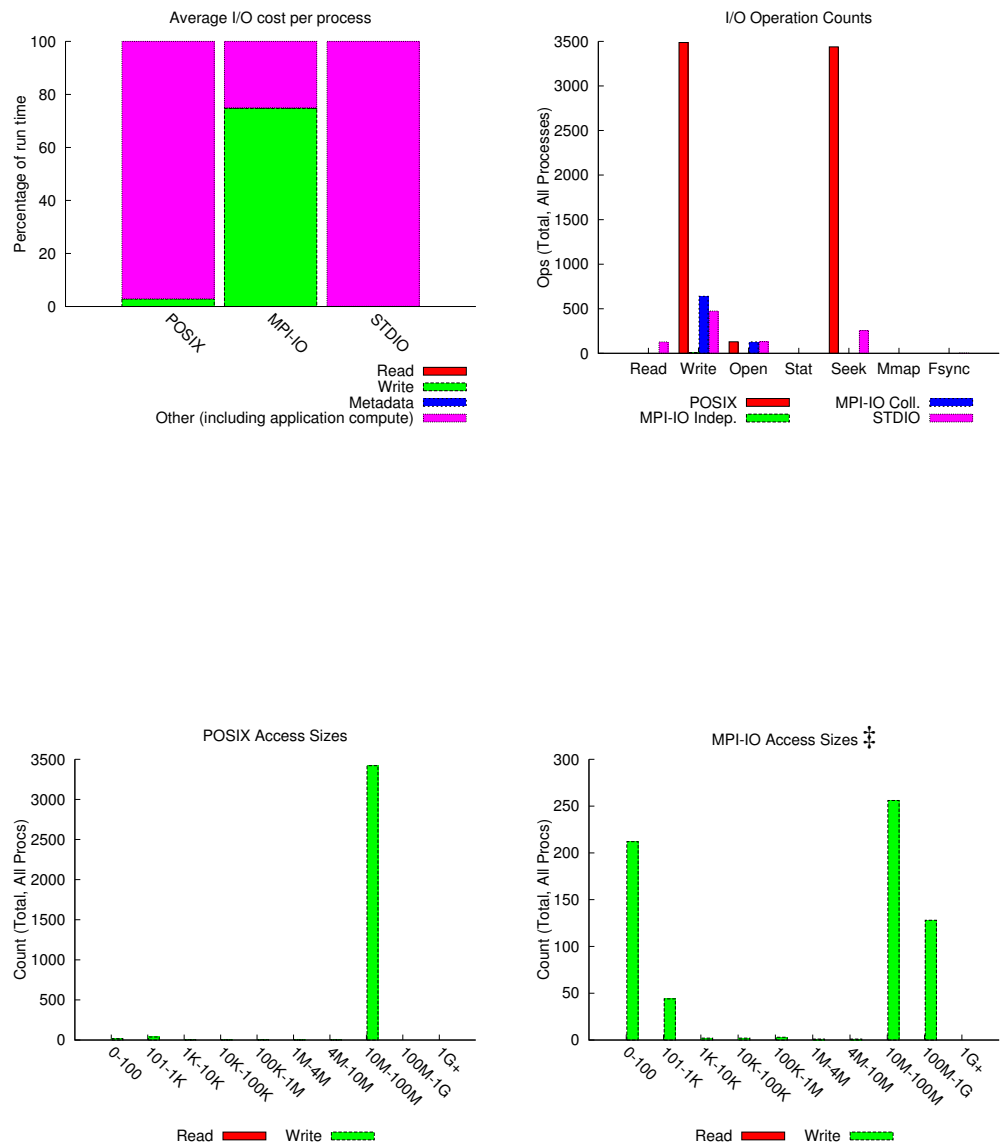 Average I/O cost per process
100
80
60
40
20
0
Percentage of run time
POSIX
MPI-IO
STDIO
Read
Write
Metadata
Other (including application compute)
I/O Operation Counts
3500
3000
2500
2000
1500
1000
500
0
Ops (Total, All Processes)
Read Write Open Stat Seek Mmap Fsync
POSIX MPI-IO Coll.
MPI-IO Indep. STDIO
POSIX Access Sizes
3500
3000
2500
2000
1500
1000
500
0
Count (Total, All Procs)
0-100
101-1K
1K-10K
10K-100K
100K-1M
1M-4M
4M-10M
10M-100M
100M-1G
1G+
Read Write
MPI-IO Access Sizes ‡
300
250
200
150
100
50
0
Count (Total, All Procs)
0-100
101-1K
1K-10K
10K-100K
100K-1M
1M-4M
4M-10M
10M-100M
100M-1G
1G+
Read Write